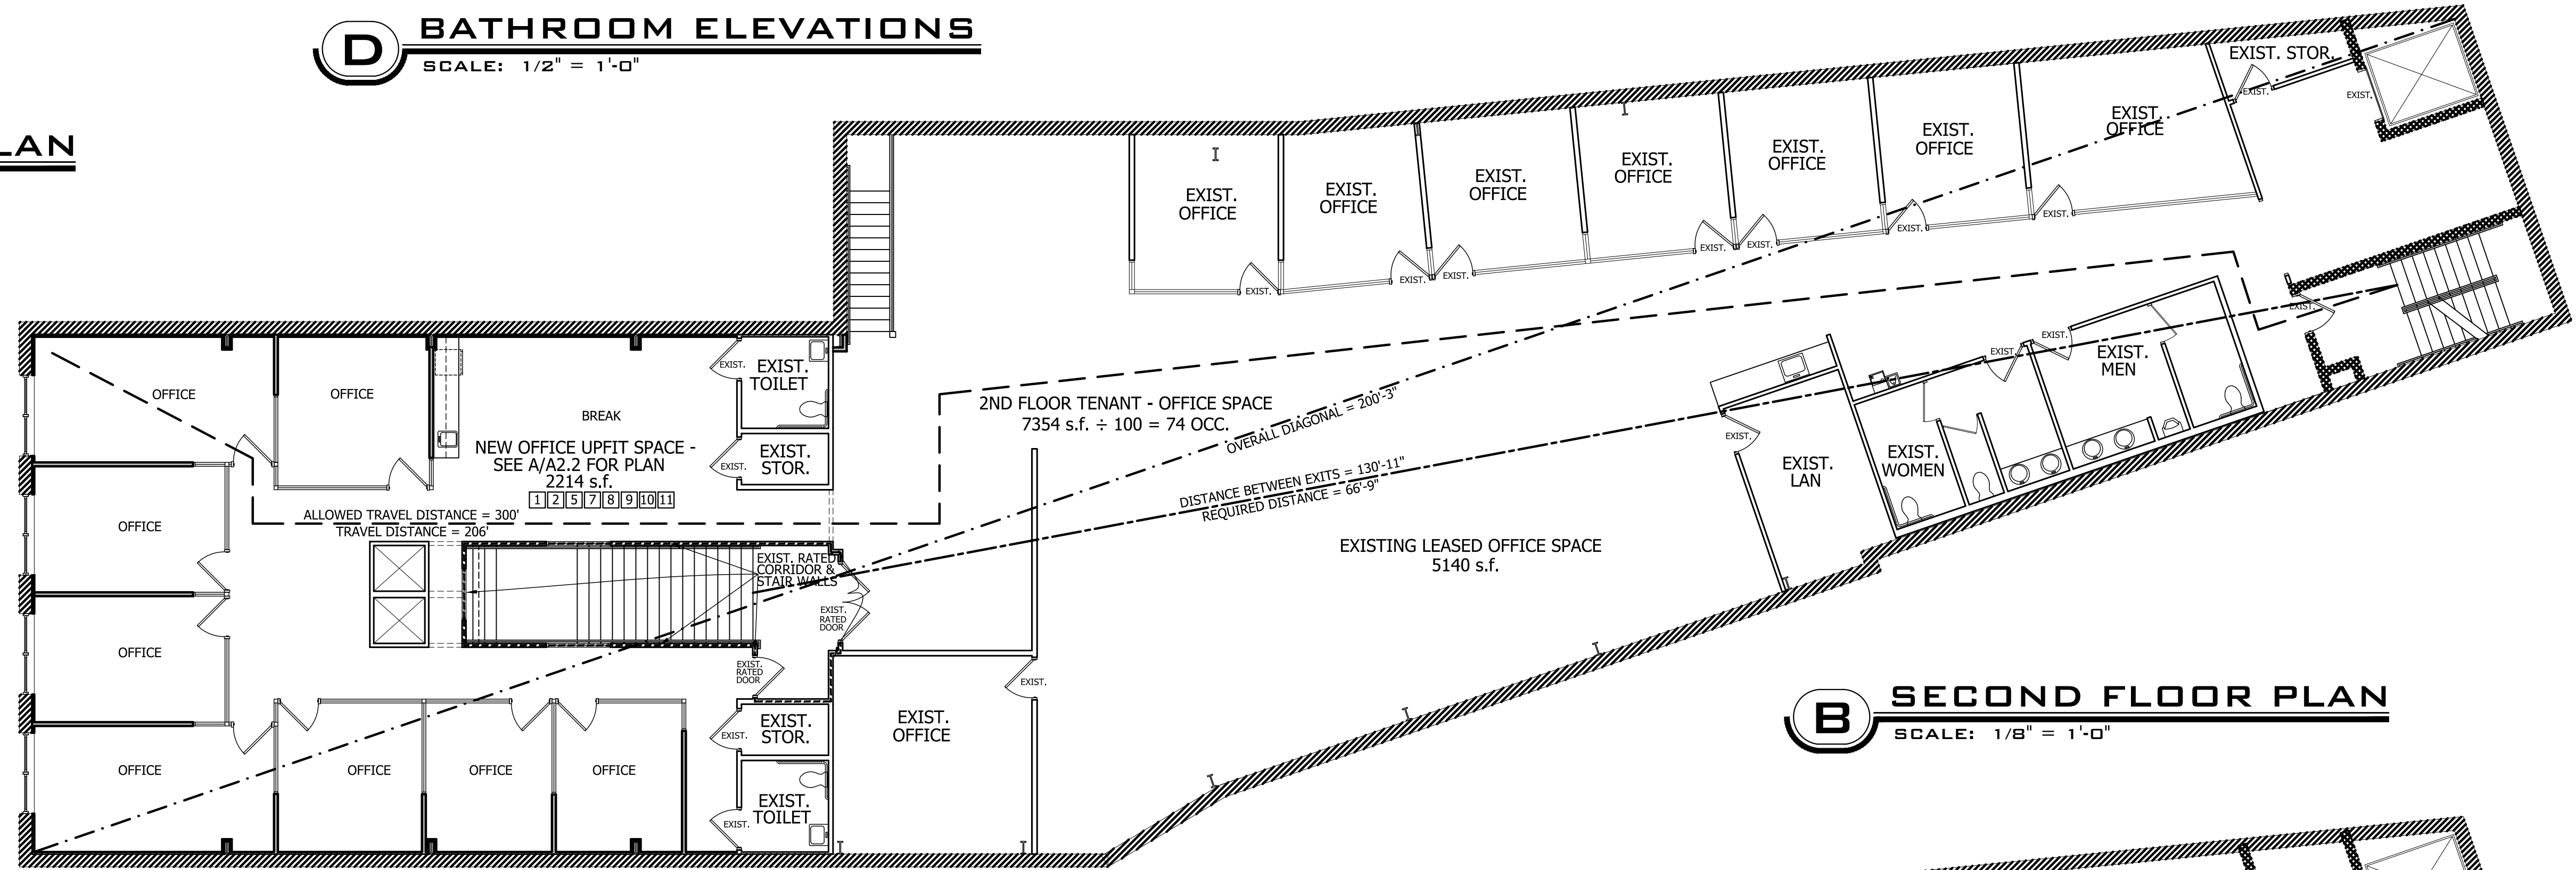 D
BATHROOM ELEVATIONS
SCALE: 1/2" = 1'-0"
LAN
EXIST. STOR.
EXIST.
EXIST.
EXIST.
OFFICE
EXIST.
OFFICE
EXIST.
OFFICE
EXIST.
OFFICE
EXIST.
OFFICE
EXIST.
OFFICE
EXIST.
OFFICE
EXIST.
EXIST.
EXIST.
EXIST.
EXIST.
EXIST.
EXIST.
OFFICE
OFFICE
BREAK
NEW OFFICE UPFIT SPACE -
SEE A/A2.2 FOR PLAN
2214 s.f.
1 2 5 7 8 9 10 11
EXIST.
EXIST.
TOILET
EXIST.
EXIST.
STOR.
2ND FLOOR TENANT - OFFICE SPACE
7354 s.f. ÷ 100 = 74 OCC.
OVERALL DIAGONAL = 200'-3"
DISTANCE BETWEEN EXITS = 130'-11"
REQUIRED DISTANCE = 66'-9"
EXIST.
EXIST.
EXIST.
EXIST.
MEN
EXIST.
EXIST.
WOMEN
EXIST.
LAN
EXIST.
ALLOWED TRAVEL DISTANCE = 300'
TRAVEL DISTANCE = 206'
OFFICE
EXISTING LEASED OFFICE SPACE
5140 s.f.
EXIST. RATED
CORRIDOR &
STAIR WALLS
EXIST.
RATED
DOOR
OFFICE
EXIST.
RATED
DOOR
EXIST.
EXIST.
OFFICE
EXIST.
EXIST.
STOR.
OFFICE
OFFICE
OFFICE
OFFICE
EXIST.
EXIST.
TOILET
B
SECOND FLOOR PLAN
SCALE: 1/8" = 1'-0"